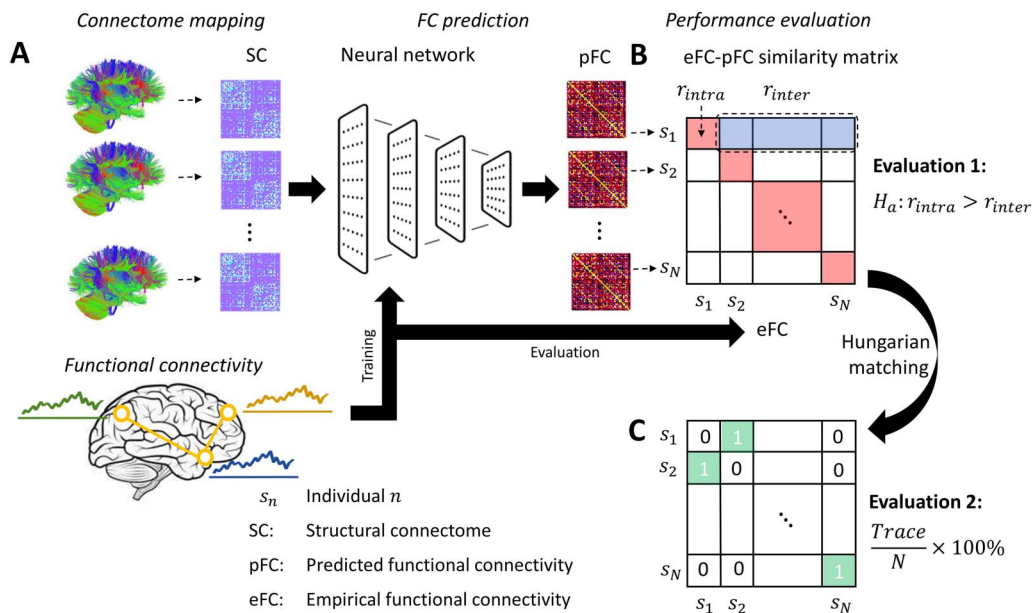 Connectome mapping
FC prediction
Performance evaluation
A
SC
Neural network
pFC
B
eFC-pFC similarity matrix
r_intra
r_inter
s_1
s_2
s_N
s_1 s_2 s_N
eFC
Evaluation 1:
H_a: r_intra > r_inter
Training
Evaluation
Hungarian
matching
Functional connectivity
s_n Individual n
SC: Structural connectome
pFC: Predicted functional connectivity
eFC: Empirical functional connectivity
C
s_1 0 1 0
s_2 1 0 0
s_N 0 0 1
s_1 s_2 s_N
Evaluation 2:
Trace
N
× 100%